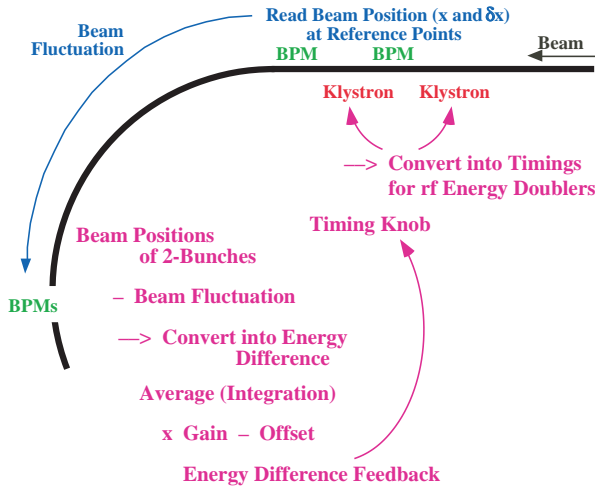 Beam
Fluctuation
Read Beam Position (x and δx)
at Reference Points
BPM
BPM
Beam
Klystron
Klystron
—> Convert into Timings
for rf Energy Doublers
Timing Knob
Beam Positions
of 2-Bunches
BPMs
– Beam Fluctuation
—> Convert into Energy
Difference
Average (Integration)
x Gain – Offset
Energy Difference Feedback